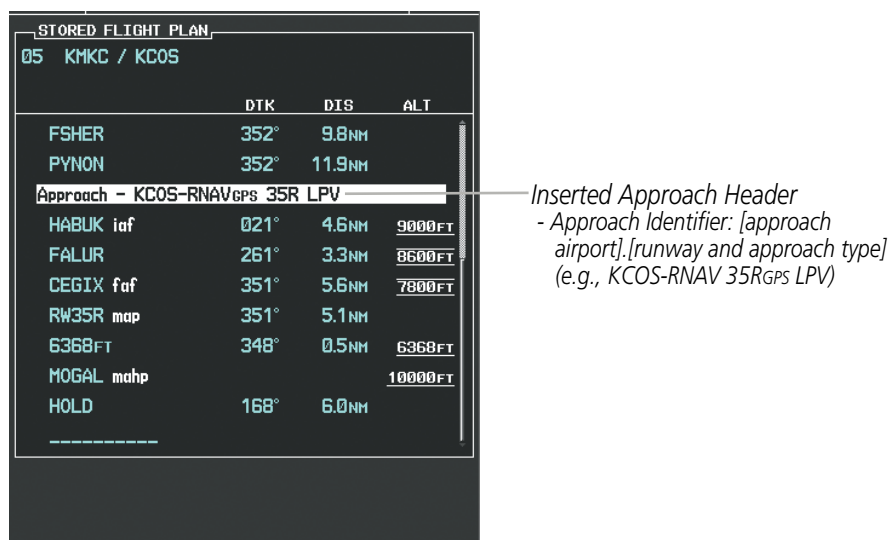 STORED FLIGHT PLAN
05 KMKC / KCOS
DTK DIS ALT
FSHER 352° 9.8NM
PYNON 352° 11.9NM
Approach - KCOS-RNAVGPS 35R LPV
HABUK iaf 021° 4.6NM 9000FT
FALUR 261° 3.3NM 8600FT
CEGIX faf 351° 5.6NM 7800FT
RW35R map 351° 5.1NM
6368FT 348° 0.5NM 6368FT
MOGAL mahp 10000FT
HOLD 168° 6.0NM
__________
Inserted Approach Header
- Approach Identifier: [approach
airport].[runway and approach type]
(e.g., KCOS-RNAV 35RGPS LPV)